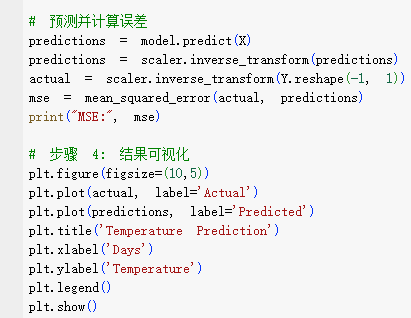 # 预测并计算误差
predictions = model.predict(X)
predictions = scaler.inverse_transform(predictions)
actual = scaler.inverse_transform(Y.reshape(-1, 1))
mse = mean_squared_error(actual, predictions)
print("MSE:", mse)
# 步骤 4: 结果可视化
plt.figure(figsize=(10,5))
plt.plot(actual, label='Actual')
plt.plot(predictions, label='Predicted')
plt.title('Temperature Prediction')
plt.xlabel('Days')
plt.ylabel('Temperature')
plt.legend()
plt.show()